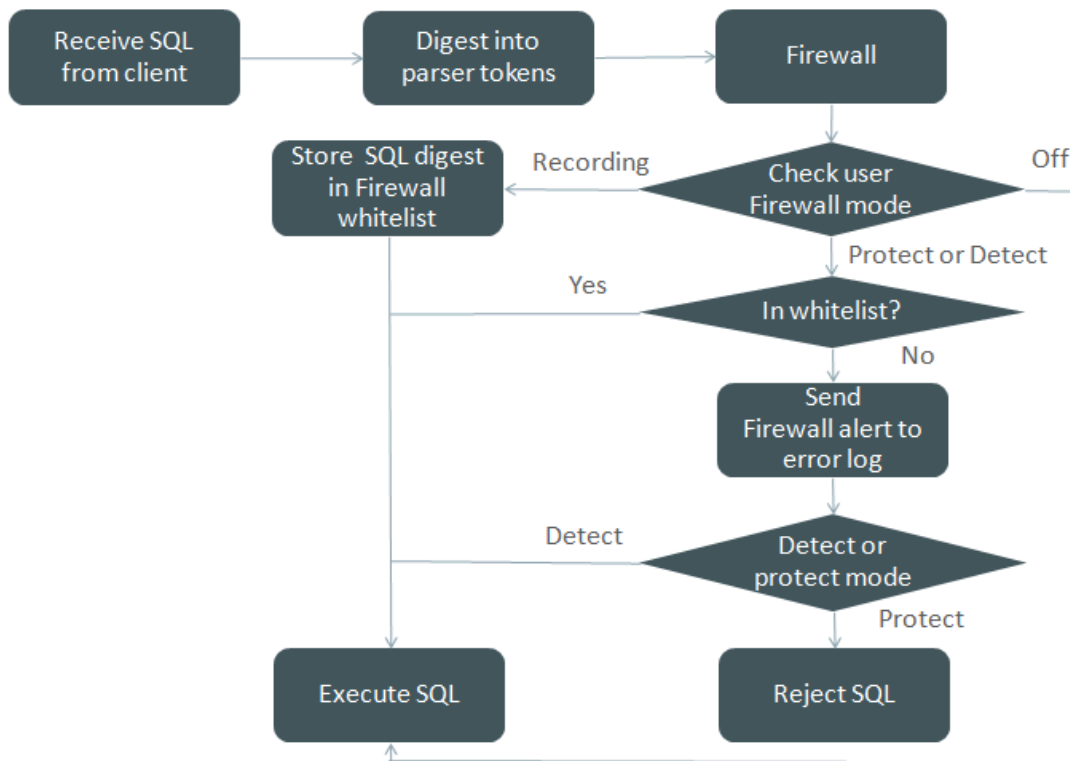 Receive SQL
from client
Digest into
parser tokens
Firewall
Store SQL digest
in Firewall
whitelist
Recording
Check user
Firewall mode
Off
Protect or Detect
Yes
In whitelist?
No
Send
Firewall alert to
error log
Detect
Detect or
protect mode
Protect
Execute SQL
Reject SQL